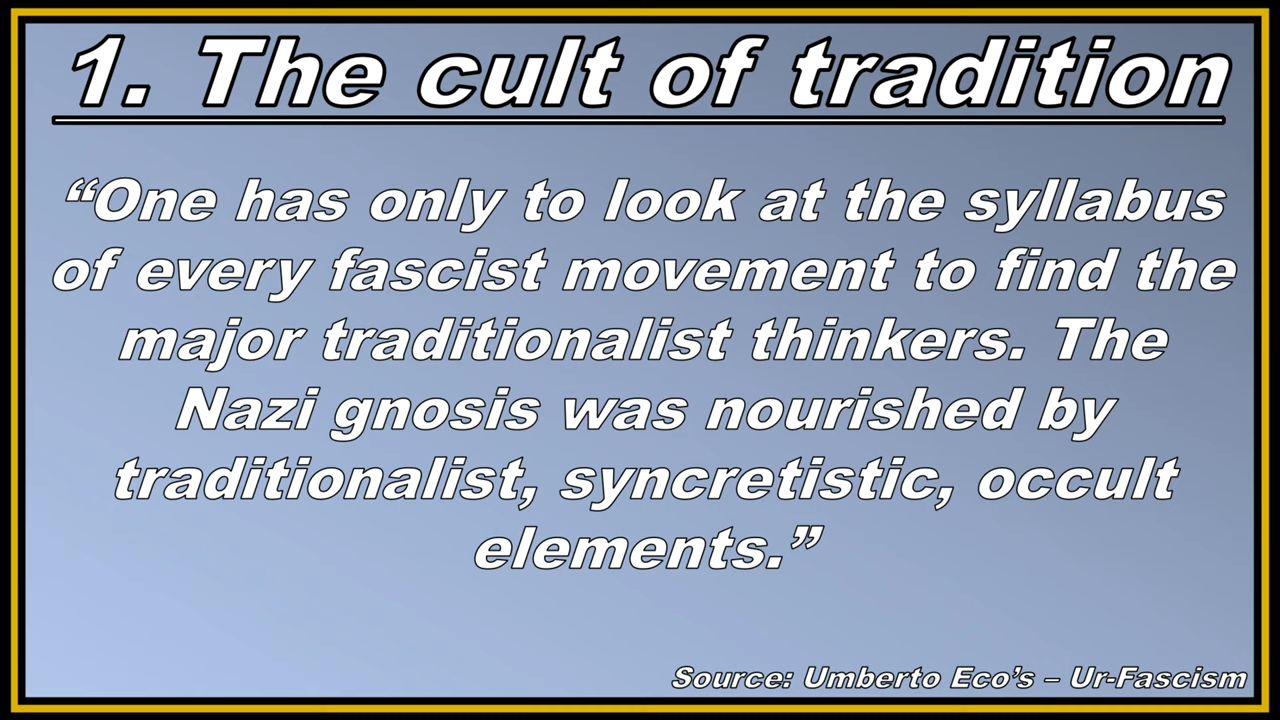 1. The cult of tradition
“One has only to look at the syllabus
of every fascist movement to find the
major traditionalist thinkers. The
Nazi gnosis was nourished by
traditionalist, syncretistic, occult
elements.”
Source: Umberto Eco’s – Ur-Fascism